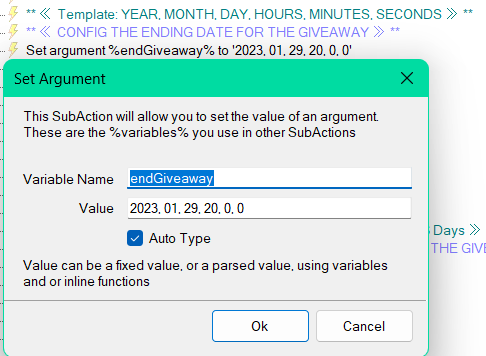 ** ≪ Template: YEAR, MONTH, DAY, HOURS, MINUTES, SECONDS ≫ **
** ≪ CONFIG THE ENDING DATE FOR THE GIVEAWAY ≫ **
Set argument %endGiveaway% to '2023, 01, 29, 20, 0, 0'
Set Argument
This SubAction will allow you to set the value of an argument.
These are the %variables% you use in other SubActions
Variable Name endGiveaway
Value 2023, 01, 29, 20, 0, 0
Days ≫
Auto Type
THE GIVE
Value can be a fixed value, or a parsed value, using variables
and or inline functions
Ok Cancel